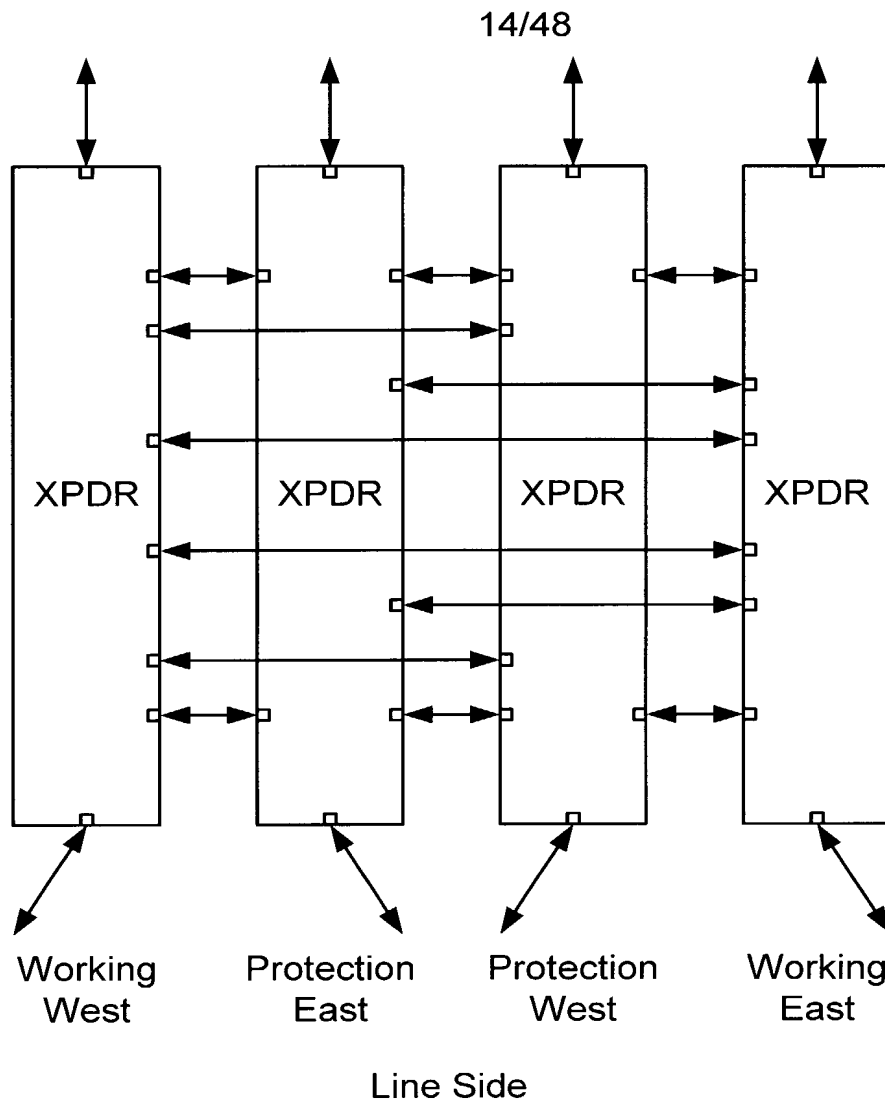 14/48
XPDR XPDR XPDR XPDR
Working Protection Protection Working
West East West East
Line Side